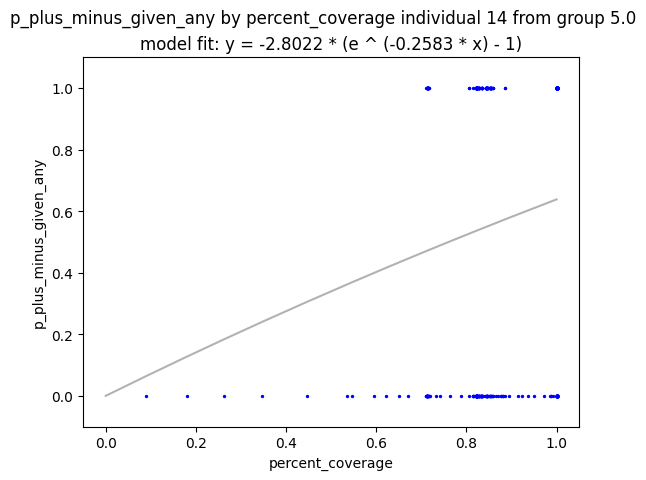 p_plus_minus_given_any by percent_coverage individual 14 from group 5.0
model fit: y = -2.8022 * (e ^ (-0.2583 * x) - 1)
p_plus_minus_given_any
1.0
0.8
0.6
0.4
0.2
0.0
0.0 0.2 0.4 0.6 0.8 1.0
percent_coverage